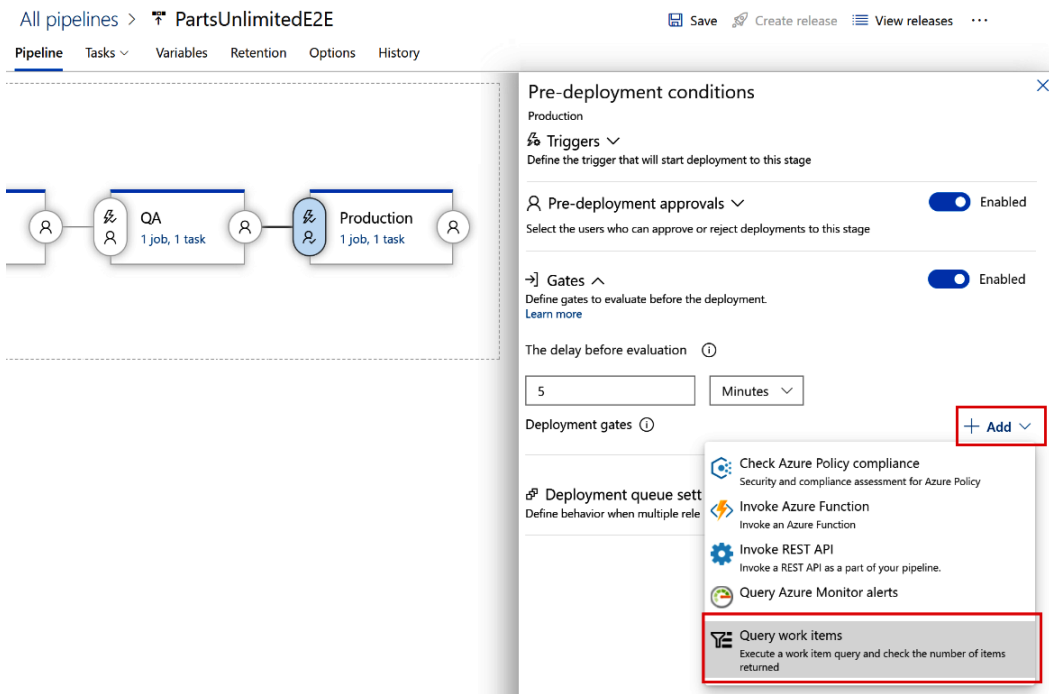 All pipelines > PartsUnlimitedE2E
Save Create release View releases ...
Pipeline Tasks Variables Retention Options History
Pre-deployment conditions
Production
Triggers
Define the trigger that will start deployment to this stage
Pre-deployment approvals Enabled
Select the users who can approve or reject deployments to this stage
QA
1 job, 1 task
Production
1 job, 1 task
Gates Enabled
Define gates to evaluate before the deployment.
Learn more
The delay before evaluation
5 Minutes
Deployment gates + Add
Check Azure Policy compliance
Security and compliance assessment for Azure Policy
Deployment queue sett
Define behavior when multiple rele
Invoke Azure Function
Invoke an Azure Function
Invoke REST API
Invoke a REST API as a part of your pipeline.
Query Azure Monitor alerts
Query work items
Execute a work item query and check the number of items
returned